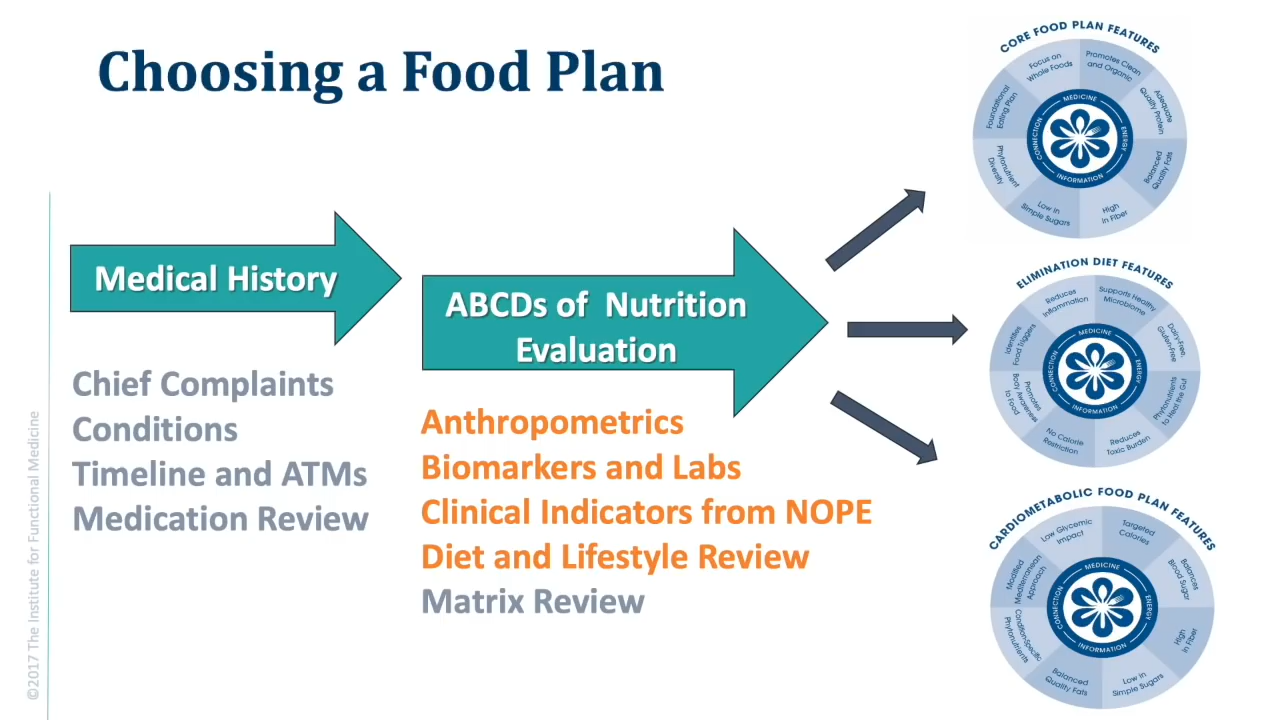 Choosing a Food Plan
Medical History
Chief Complaints
Conditions
Timeline and ATMs
Medication Review
ABCDs of Nutrition
Evaluation
Anthropometrics
Biomarkers and Labs
Clinical Indicators from NOPE
Diet and Lifestyle Review
Matrix Review
CORE FOOD PLAN FEATURES
Focus on
Whole Foods
Promotes Clean
and Organic
Adequate
Quality Protein
Balanced
Quality Fats
High
in Fiber
Low in
Simple Sugars
Phytonutrient
Diversity
Foundational
Eating Plan
MEDICINE
ENERGY
INFORMATION
CONNECTION
ELIMINATION DIET FEATURES
Reduces
Inflammation
Supports Healthy
Microbiome
Dairy-Free,
Gluten-Free
Phytonutrients
to Heal the Gut
Reduces
Toxic Burden
No Calorie
Restriction
Promotes
Body Awareness
to Food
Identifies
Food Triggers
MEDICINE
ENERGY
INFORMATION
CONNECTION
CARDIOMETABOLIC FOOD PLAN FEATURES
Low Glycemic
Impact
Targeted
Calories
Balances
Blood Sugar
High
in Fiber
Low in
Simple Sugars
Balanced
Quality Fats
Condition-Specific
Phytonutrients
Modified
Mediterranean
Approach
MEDICINE
ENERGY
INFORMATION
CONNECTION
©2017 The Institute for Functional Medicine